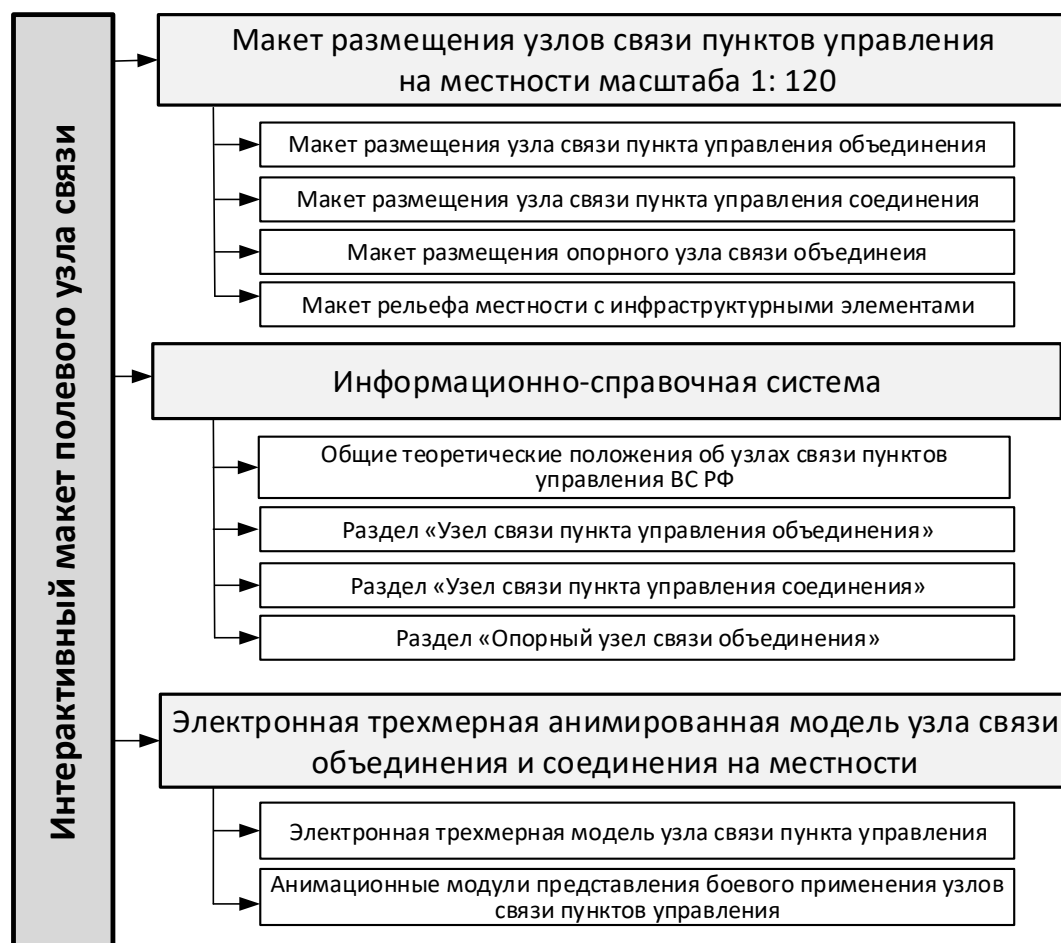 Интерактивный макет полевого узла связи
Макет размещения узлов связи пунктов управления
на местности масштаба 1: 120
Макет размещения узла связи пункта управления объединения
Макет размещения узла связи пункта управления соединения
Макет размещения опорного узла связи объединеия
Макет рельефа местности с инфраструктурными элементами
Информационно-справочная система
Общие теоретические положения об узлах связи пунктов
управления ВС РФ
Раздел «Узел связи пункта управления объединения»
Раздел «Узел связи пункта управления соединения»
Раздел «Опорный узел связи объединения»
Электронная трехмерная анимированная модель узла связи
объединения и соединения на местности
Электронная трехмерная модель узла связи пункта управления
Анимационные модули представления боевого применения узлов
связи пунктов управления